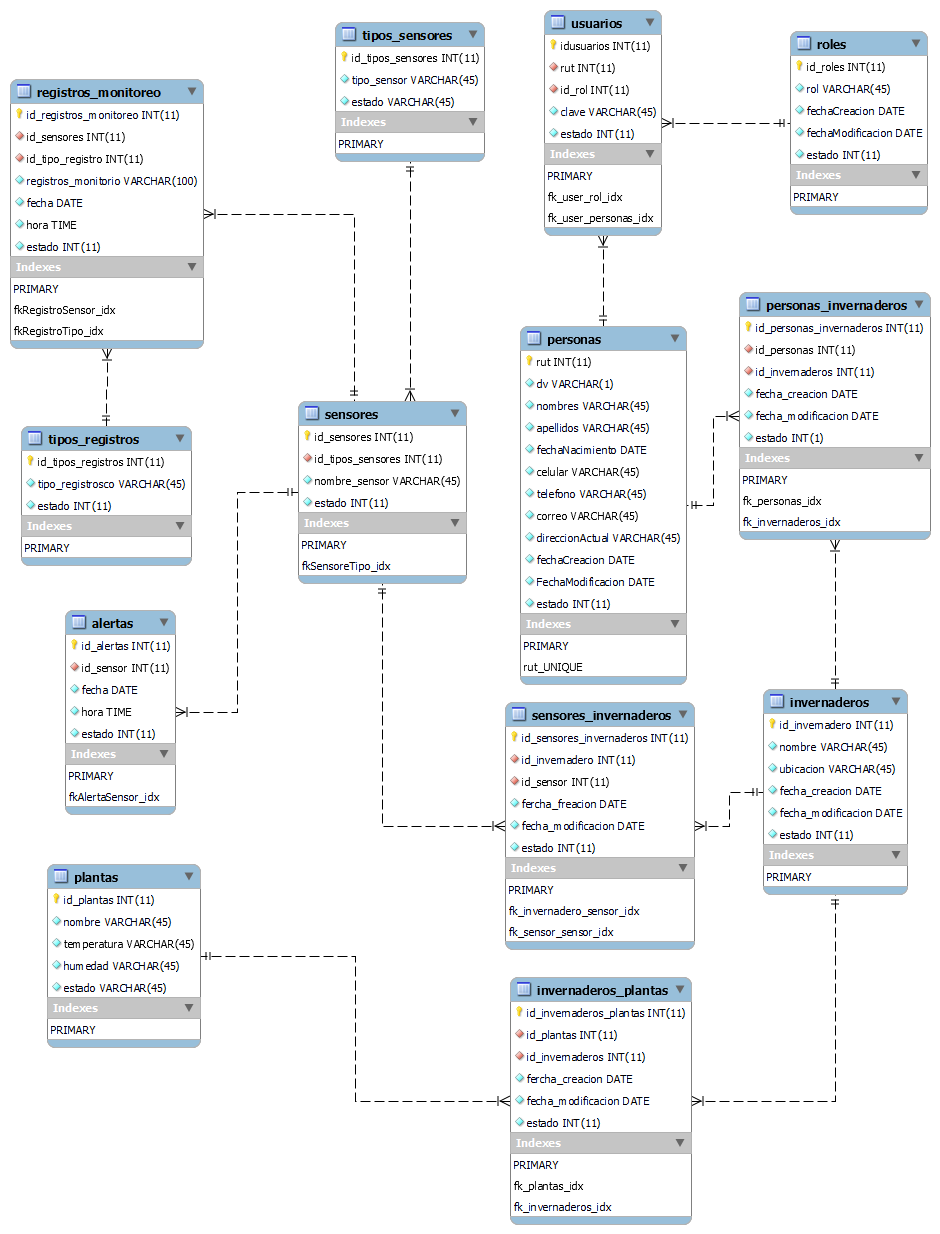 tipos_sensores
id_tipos_sensores INT(11)
tipo_sensor VARCHAR(45)
estado VARCHAR(45)
Indexes
PRIMARY
usuarios
idusuarios INT(11)
rut INT(11)
id_rol INT(11)
clave VARCHAR(45)
estado INT(11)
Indexes
PRIMARY
fk_user_rol_idx
fk_user_personas_idx
roles
id_roles INT(11)
rol VARCHAR(45)
fechaCreacion DATE
fechaModificacion DATE
estado INT(11)
Indexes
PRIMARY
registros_monitoreo
id_registros_monitoreo INT(11)
id_sensores INT(11)
id_tipo_registro INT(11)
registros_monitorio VARCHAR(100)
fecha DATE
hora TIME
estado INT(11)
Indexes
PRIMARY
fkRegistroSensor_idx
fkRegistroTipo_idx
personas_invernaderos
id_personas_invernaderos INT(11)
id_personas INT(11)
id_invernaderos INT(11)
fecha_creacion DATE
fecha_modificacion DATE
estado INT(1)
Indexes
PRIMARY
fk_personas_idx
fk_invernaderos_idx
personas
rut INT(11)
dv VARCHAR(1)
nombres VARCHAR(45)
apellidos VARCHAR(45)
fechaNacimiento DATE
celular VARCHAR(45)
telefono VARCHAR(45)
correo VARCHAR(45)
direccionActual VARCHAR(45)
fechaCreacion DATE
FechaModificacion DATE
estado INT(11)
Indexes
PRIMARY
rut_UNIQUE
sensores
id_sensores INT(11)
id_tipos_sensores INT(11)
nombre_sensor VARCHAR(45)
estado INT(11)
Indexes
PRIMARY
fkSensoreTipo_idx
tipos_registros
id_tipos_registros INT(11)
tipo_registrosco VARCHAR(45)
estado INT(11)
Indexes
PRIMARY
alertas
id_alertas INT(11)
id_sensor INT(11)
fecha DATE
hora TIME
estado INT(11)
Indexes
PRIMARY
fkAlertaSensor_idx
sensores_invernaderos
id_sensores_invernaderos INT(11)
id_invernadero INT(11)
id_sensor INT(11)
fercha_freacion DATE
fecha_modificacion DATE
estado INT(11)
Indexes
PRIMARY
fk_invernadero_sensor_idx
fk_sensor_sensor_idx
invernaderos
id_invernadero INT(11)
nombre VARCHAR(45)
ubicacion VARCHAR(45)
fecha_creacion DATE
fecha_modificacion DATE
estado INT(11)
Indexes
PRIMARY
plantas
id_plantas INT(11)
nombre VARCHAR(45)
temperatura VARCHAR(45)
humedad VARCHAR(45)
estado VARCHAR(45)
Indexes
PRIMARY
invernaderos_plantas
id_invernaderos_plantas INT(11)
id_plantas INT(11)
id_invernaderos INT(11)
fercha_creacion DATE
fecha_modificacion DATE
estado INT(11)
Indexes
PRIMARY
fk_plantas_idx
fk_invernaderos_idx